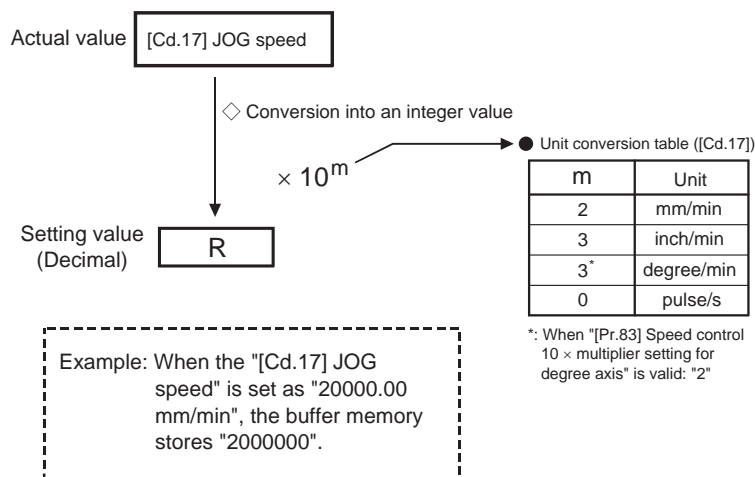 Actual value
[Cd.17] JOG speed
◇ Conversion into an integer value
× 10^m
● Unit conversion table ([Cd.17])
m Unit
2 mm/min
3 inch/min
3* degree/min
0 pulse/s
*: When "[Pr.83] Speed control
10 × multiplier setting for
degree axis" is valid: "2"
Setting value
(Decimal)
R
Example: When the "[Cd.17] JOG
speed" is set as "20000.00
mm/min", the buffer memory
stores "2000000".